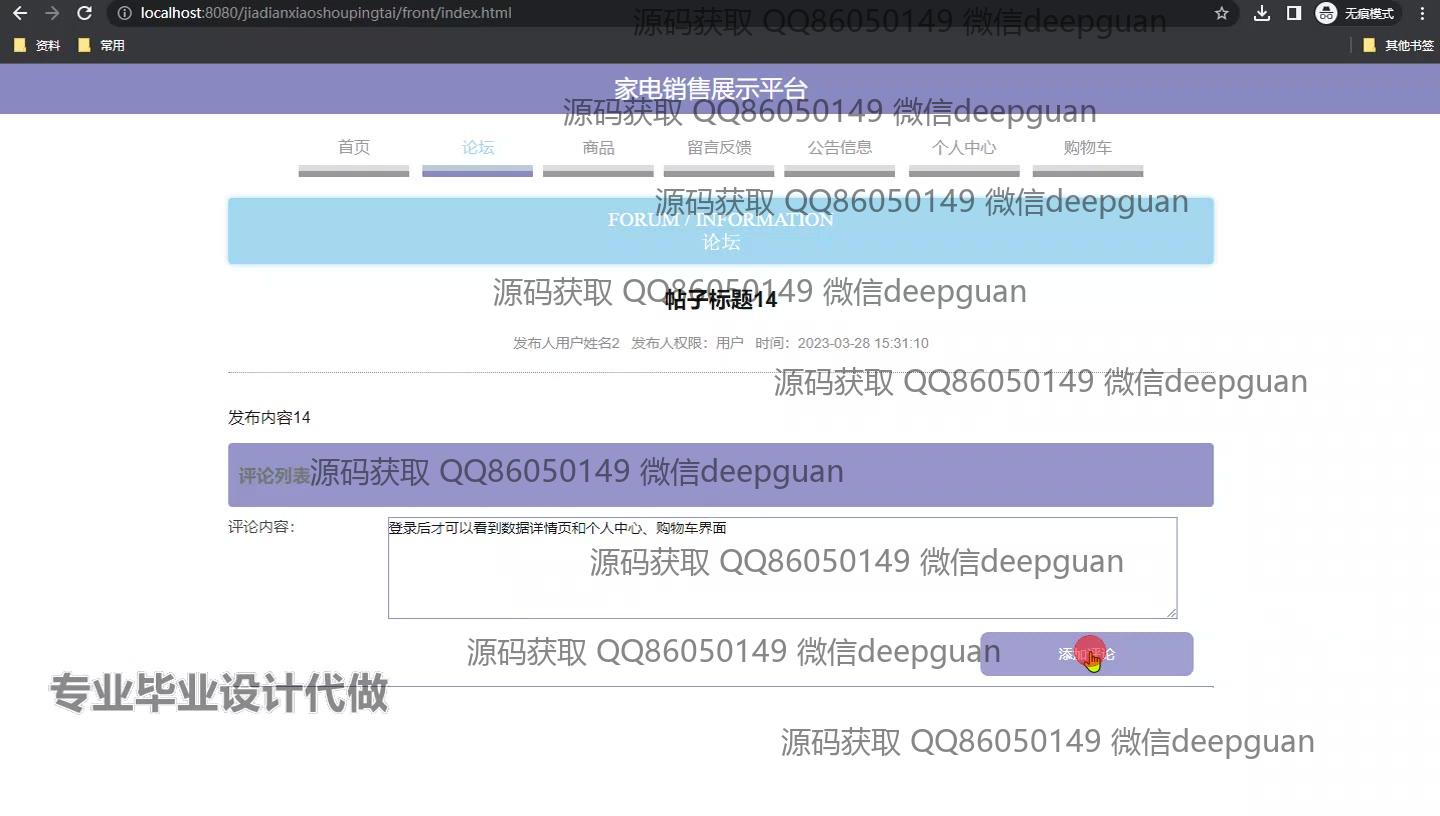 localhost:8080/jiadianxiaoshoupingtai/front/index.html
无痕模式
源码获取 QQ86050149 微信deepguan
资料
常用
其他书签
家电销售展示平台
源码获取 QQ86050149 微信deepguan
首页
论坛
商品
留言反馈
公告信息
个人中心
购物车
源码获取 QQ86050149 微信deepguan
FORUM / INFORMATION
论坛
源码获取 QQ86050149 微信deepguan
帖子标题14
发布人用户姓名2 发布人权限：用户 时间：2023-03-28 15:31:10
源码获取 QQ86050149 微信deepguan
发布内容14
评论列表
源码获取 QQ86050149 微信deepguan
评论内容：
登录后才可以看到数据详情页和个人中心、购物车界面
源码获取 QQ86050149 微信deepguan
源码获取 QQ86050149 微信deepguan
添加评论
专业毕业设计代做
源码获取 QQ86050149 微信deepguan